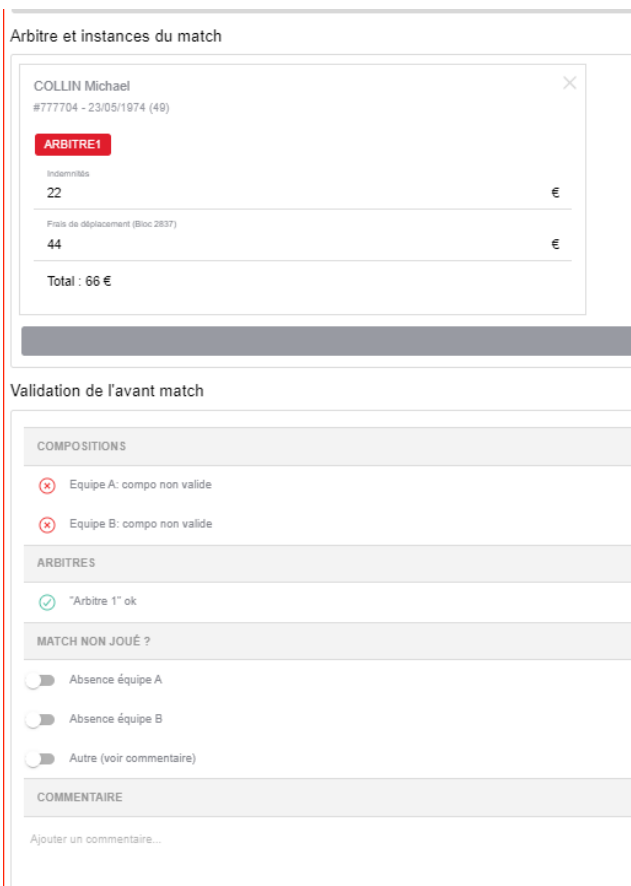 Arbitre et instances du match
COLLIN Michael
#777704 - 23/05/1974 (49)
ARBITRE1
Indemnités
22 €
Frais de déplacement (Bloc 2837)
44 €
Total : 66 €
Validation de l'avant match
COMPOSITIONS
Equipe A: compo non valide
Equipe B: compo non valide
ARBITRES
"Arbitre 1" ok
MATCH NON JOUÉ ?
Absence équipe A
Absence équipe B
Autre (voir commentaire)
COMMENTAIRE
Ajouter un commentaire...